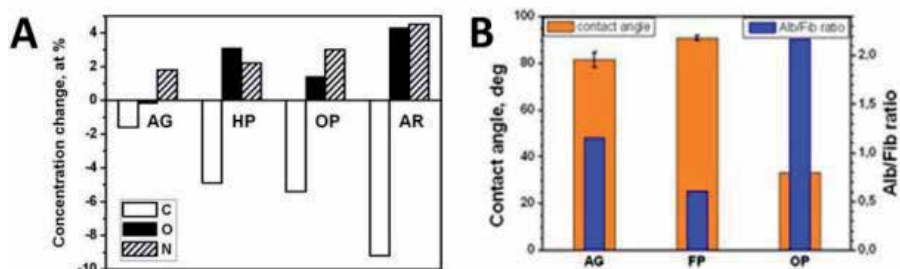 A
Concentration change, at %
4
2
0
-2
-4
-6
-8
-10
AG HP OP AR
C
O
N
B
contact angle
Alb/Fib ratio
Contact angle, deg
100
80
60
40
20
0
Alb/Fib ratio
2,0
1,5
1,0
0,5
0,0
AG FP OP